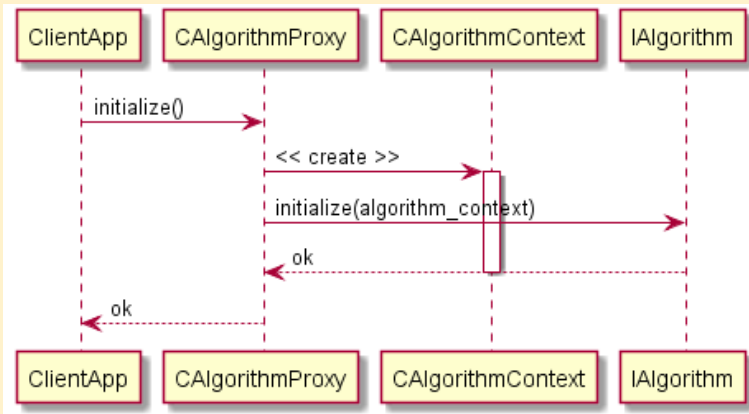 ClientApp CAlgorithmProxy CAlgorithmContext IAlgorithm
initialize()
<< create >>
initialize(algorithm_context)
ok
ok
ClientApp CAlgorithmProxy CAlgorithmContext IAlgorithm